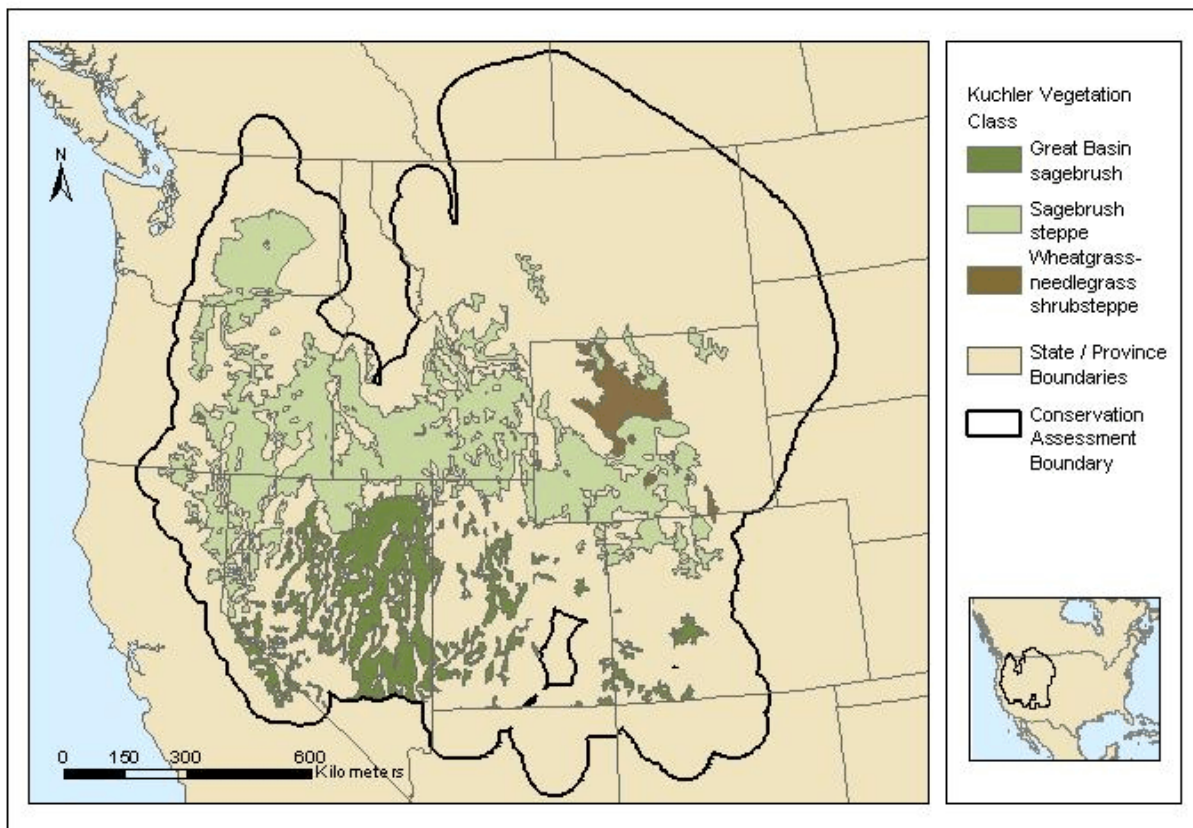 N
0 150 300 600
Kilometers
Kuchler Vegetation
Class
Great Basin
sagebrush
Sagebrush
steppe
Wheatgrass-
needlegrass
shrubsteppe
State / Province
Boundaries
Conservation
Assessment
Boundary